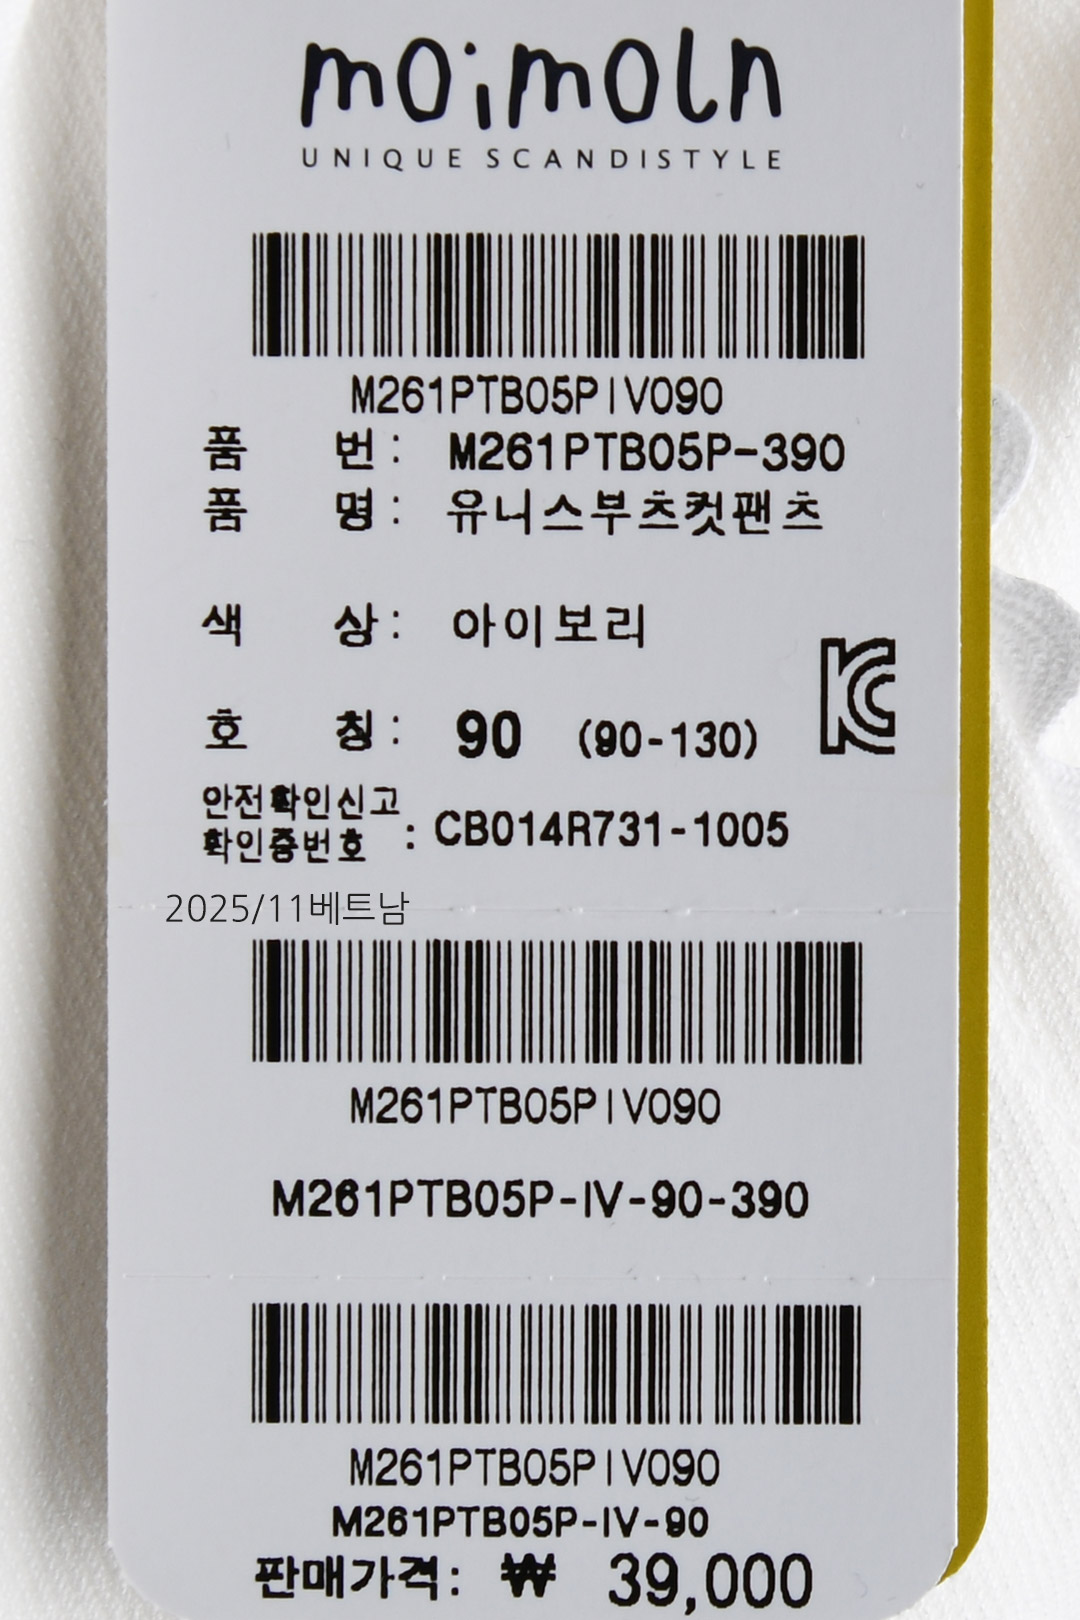 moimoln
UNIQUE SCANDISTYLE
M261PTB05PIV090
품 번 : M261PTB05P-390
품 명 : 유니스부츠컷팬츠
색 상 : 아이보리
호 칭 : 90 (90-130)
안전확인신고
확인증번호 : CB014R731-1005
2025/11베트남
M261PTB05PIV090
M261PTB05P-IV-90-390
M261PTB05PIV090
M261PTB05P-IV-90
판매가격: ₩ 39,000